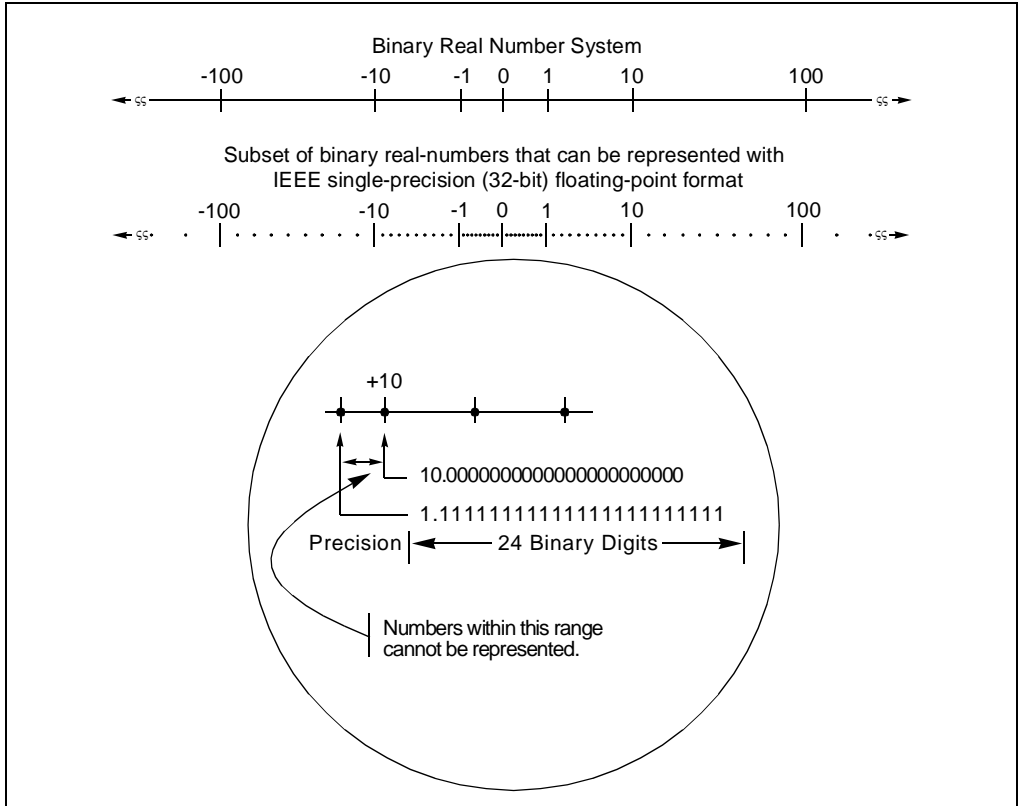 Binary Real Number System
-100 -10 -1 0 1 10 100
Subset of binary real-numbers that can be represented with
IEEE single-precision (32-bit) floating-point format
-100 -10 -1 0 1 10 100
+10
10.0000000000000000000000
1.11111111111111111111111
Precision 24 Binary Digits
Numbers within this range
cannot be represented.